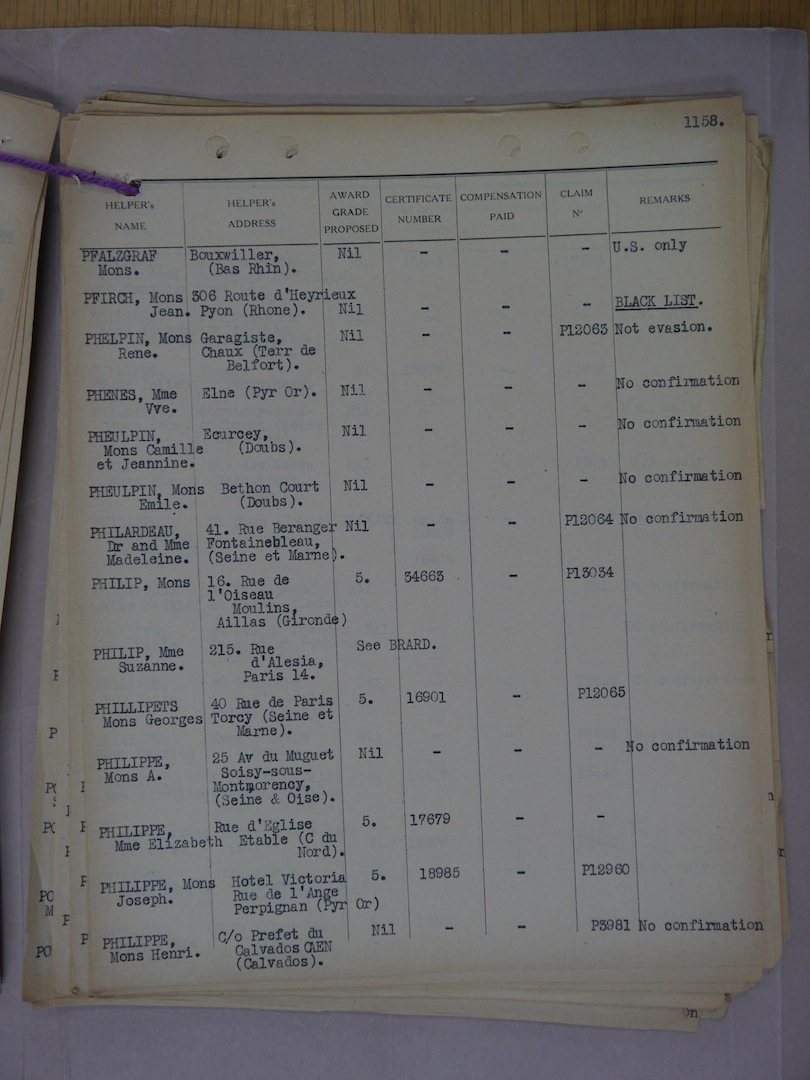 1158.
HELPER's NAME HELPER's ADDRESS AWARD GRADE PROPOSED CERTIFICATE NUMBER COMPENSATION PAID CLAIM Nº REMARKS
PFALZGRAF Bouxwiller, Nil - - - U.S. only
Mons. (Bas Rhin).
PFIRCH, Mons 306 Route d'Heyrieux
Jean. Pyon (Rhone). Nil - - - BLACK LIST.
PHELPIN, Mons Garagiste, Nil - - P12063 Not evasion.
Rene. Chaux (Terr de
Belfort).
PHENES, Mme Elne (Pyr Or). Nil - - - No confirmation
Vve.
PHEULPIN, Ecurcey, Nil - - - No confirmation
Mons Camille (Doubs).
et Jeannine.
PHEULPIN, Mons Bethon Court Nil - - - No confirmation
Emile. (Doubs).
PHILARDEAU, 41. Rue Beranger Nil - - P12064 No confirmation
Dr and Mme Fontainebleau,
Madeleine. (Seine et Marne).
PHILIP, Mons 16. Rue de 5. 34663 - P13034
l'Oiseau
Moulins,
Aillas (Gironde)
PHILIP, Mme 215. Rue See BRARD.
Suzanne. d'Alesia,
Paris 14.
PHILLIPETS 40 Rue de Paris 5. 16901 - P12065
Mons Georges Torcy (Seine et
Marne).
PHILIPPE, 25 Av du Muguet Nil - - - No confirmation
Mons A. Soisy-sous-
Montmorency,
(Seine & Oise).
PHILIPPE, Rue d'Eglise 5. 17679 - -
Mme Elizabeth Etable (C du
Nord).
PHILIPPE, Mons Hotel Victoria 5. 18985 - P12960
Joseph. Rue de l'Ange
Perpignan (Pyr Or)
PHILIPPE, C/o Prefet du Nil - - P3981 No confirmation
Mons Henri. Calvados CAEN
(Calvados).